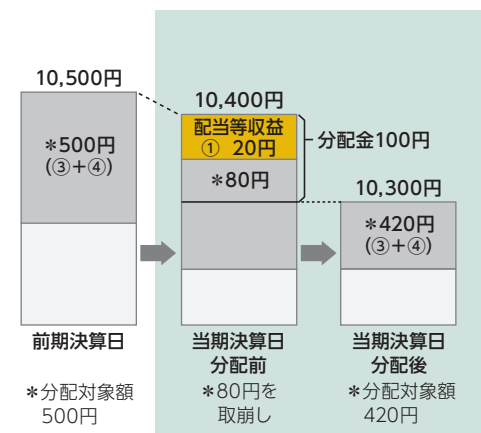 10,500円
＊500円
(③＋④)
前期決算日
＊分配対象額
500円
10,400円
配当等収益
① 20円
＊80円
分配金100円
当期決算日
分配前
＊80円を
取崩し
10,300円
＊420円
(③＋④)
当期決算日
分配後
＊分配対象額
420円